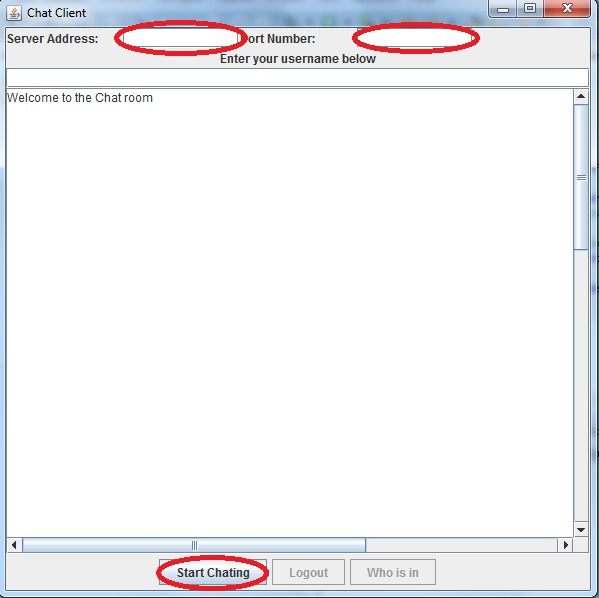 Chat Client
Server Address: Port Number:
Enter your username below
Welcome to the Chat room
Start Chating Logout Who is in